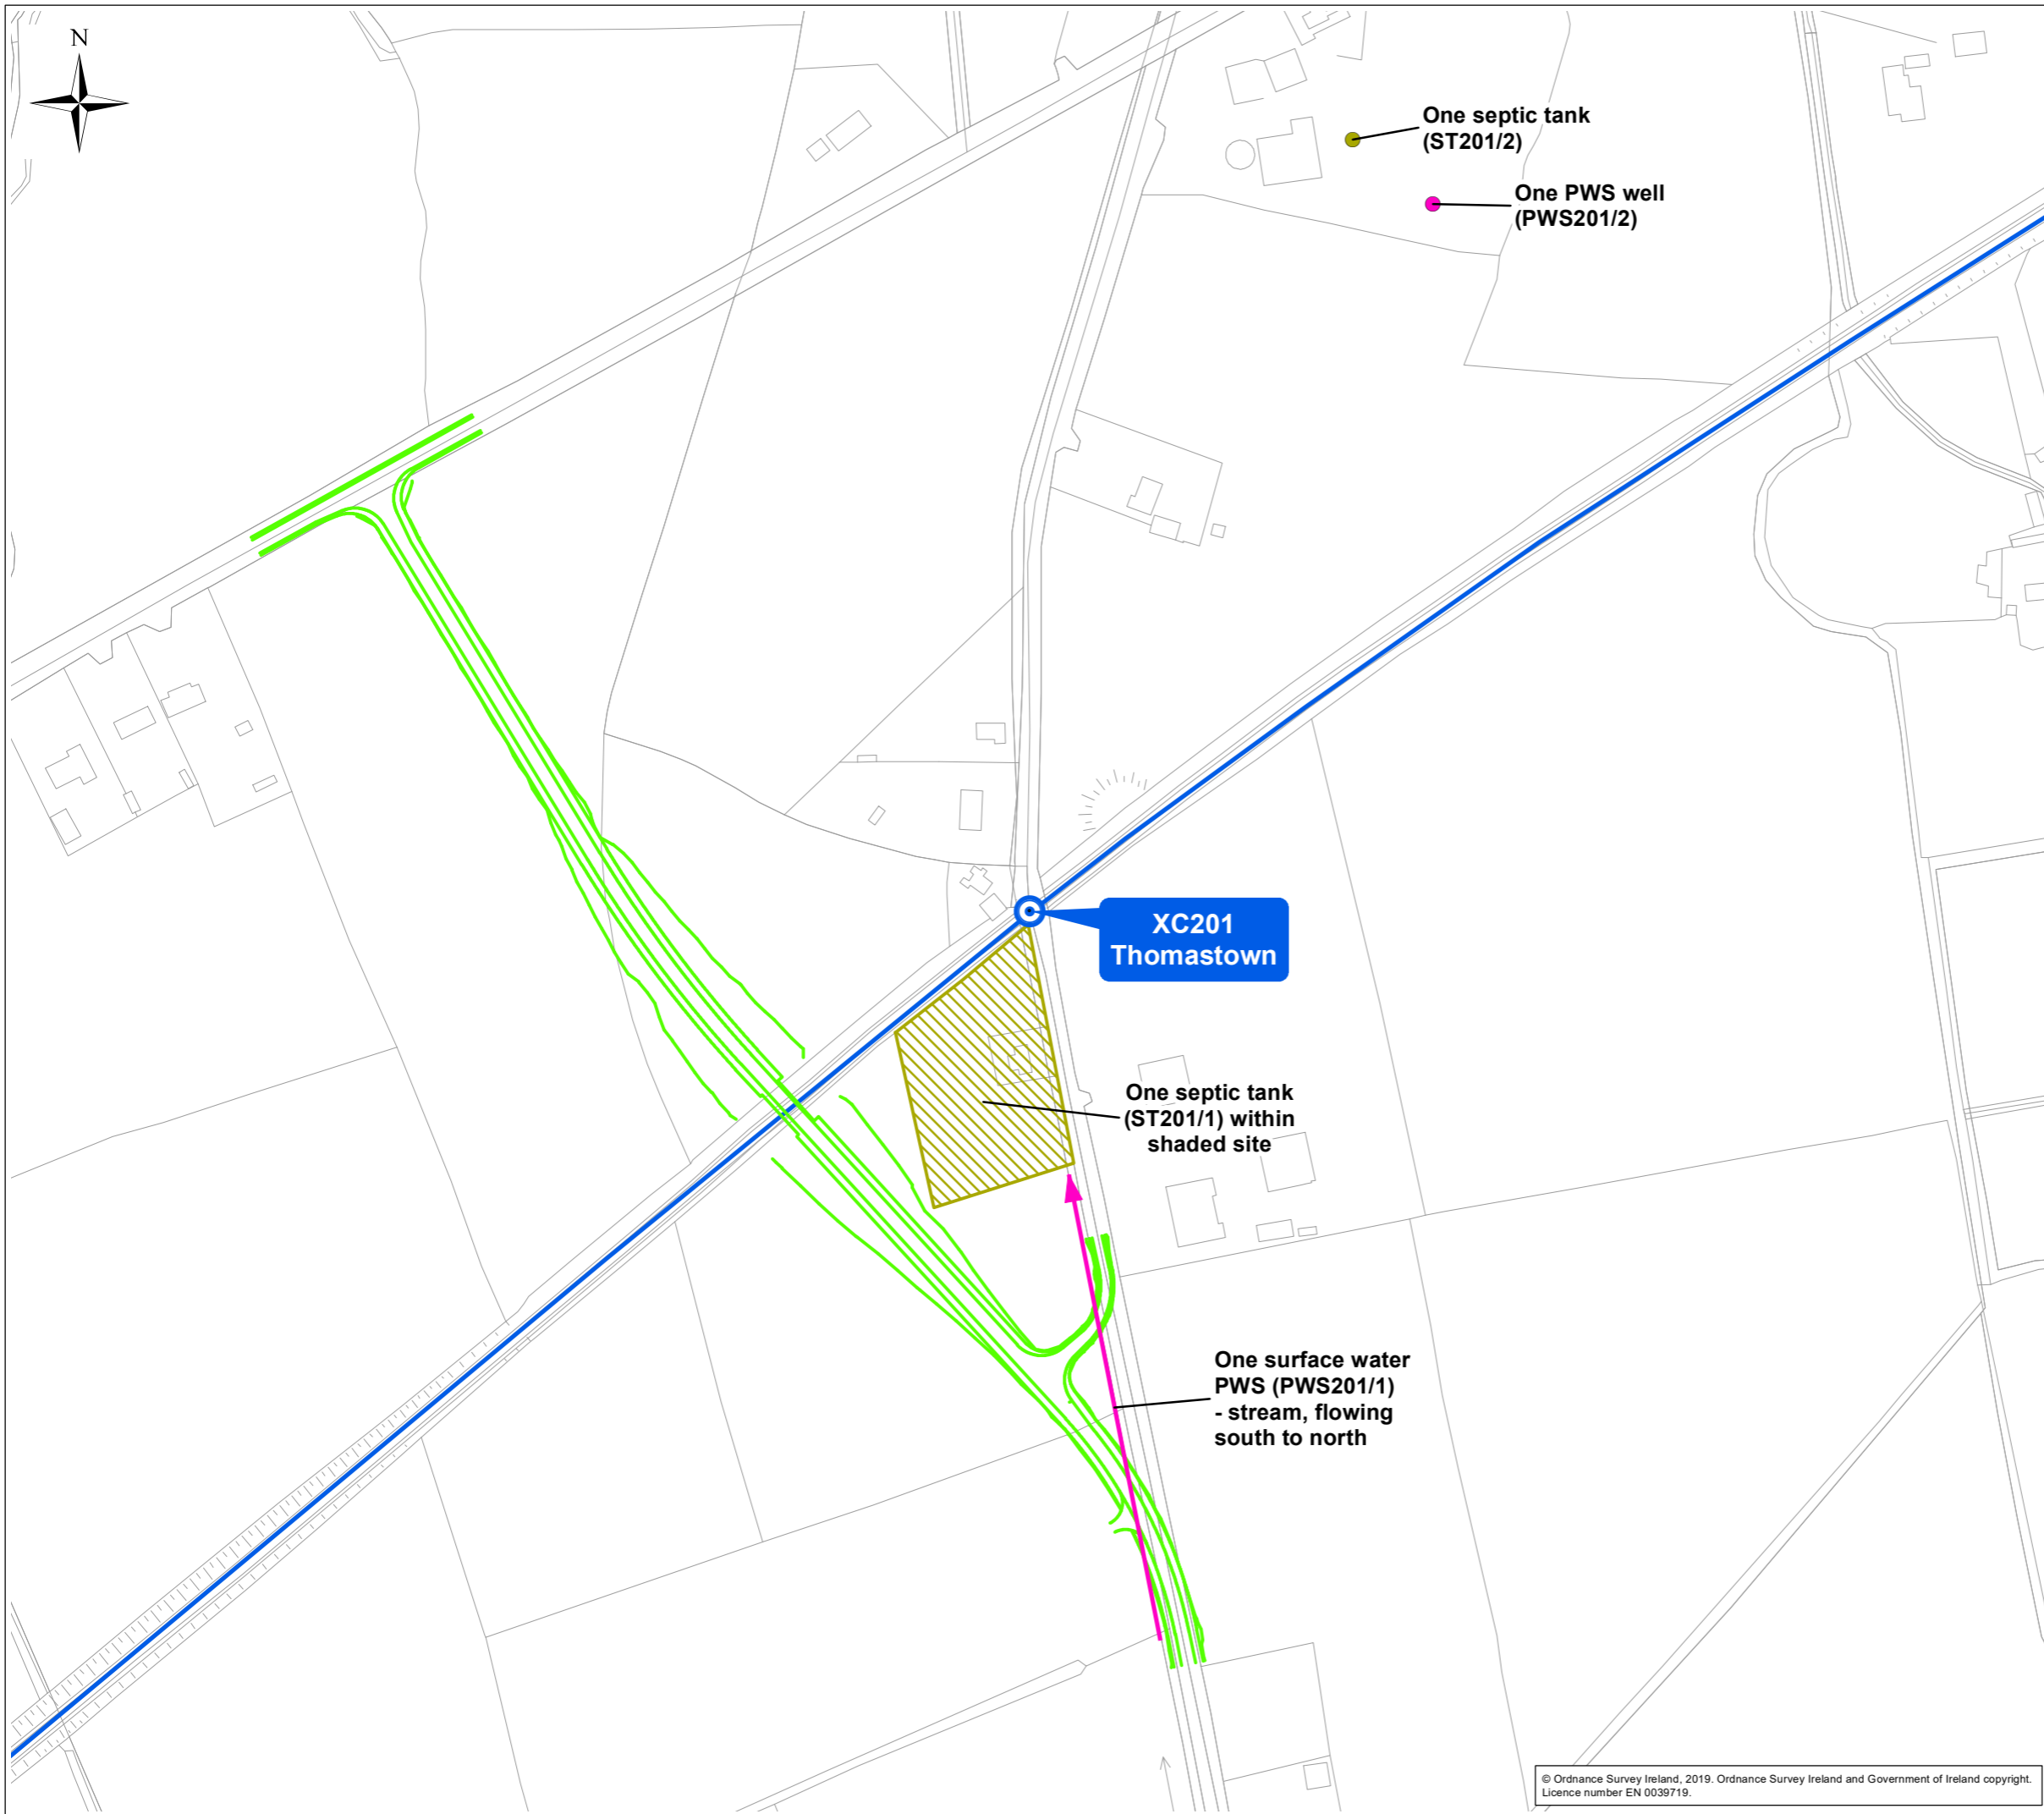 N
One septic tank
(ST201/2)
One PWS well
(PWS201/2)
XC201
Thomastown
One septic tank
(ST201/1) within
shaded site
One surface water
PWS (PWS201/1)
- stream, flowing
south to north
© Ordnance Survey Ireland, 2019. Ordnance Survey Ireland and Government of Ireland copyright.
Licence number EN 0039719.